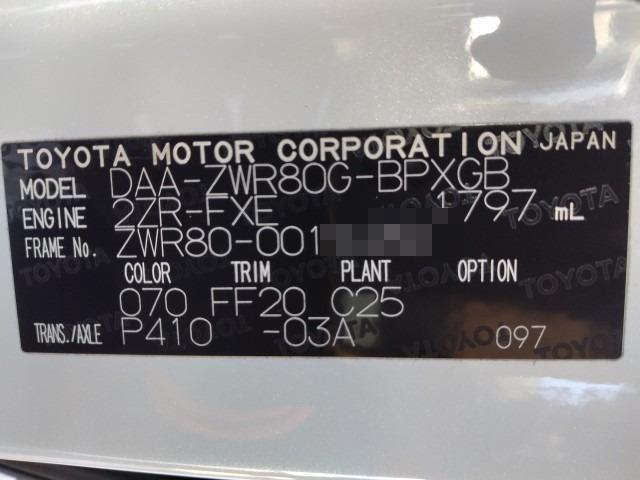 TOYOTA MOTOR CORPORATION JAPAN
MODEL DAA-ZWR80G-BPXGB
ENGINE 2ZR-FXE 1797 mL
FRAME No. ZWR80-001
COLOR TRIM PLANT OPTION
070 FF20 C25
TRANS./AXLE P410 -03A 097